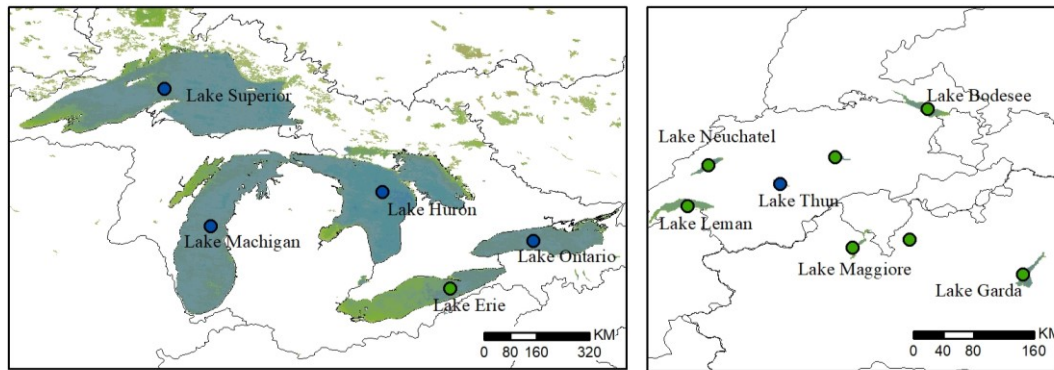 Lake Superior
Lake Huron
Lake Machigan
Lake Ontario
Lake Erie
KM
0 80 160 320
Lake Bodesee
Lake Neuchatel
Lake Thun
Lake Leman
Lake Maggiore
Lake Garda
KM
0 40 80 160